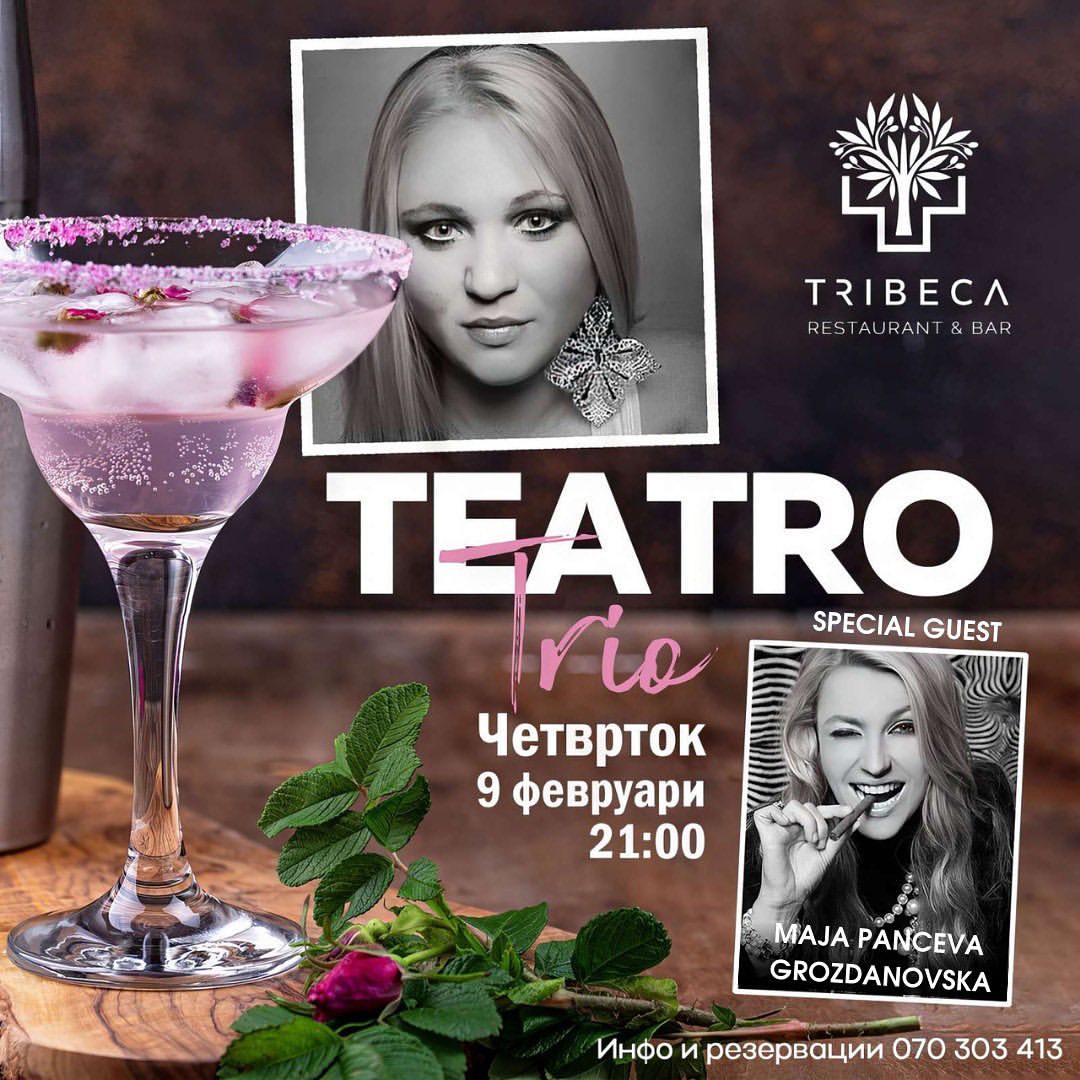 TRIBECA
RESTAURANT & BAR
TEATRO
Trio
SPECIAL GUEST
Четврток
9 февруари
21:00
MAJA PANCEVA
GROZDANOVSKA
Инфо и резервации 070 303 413